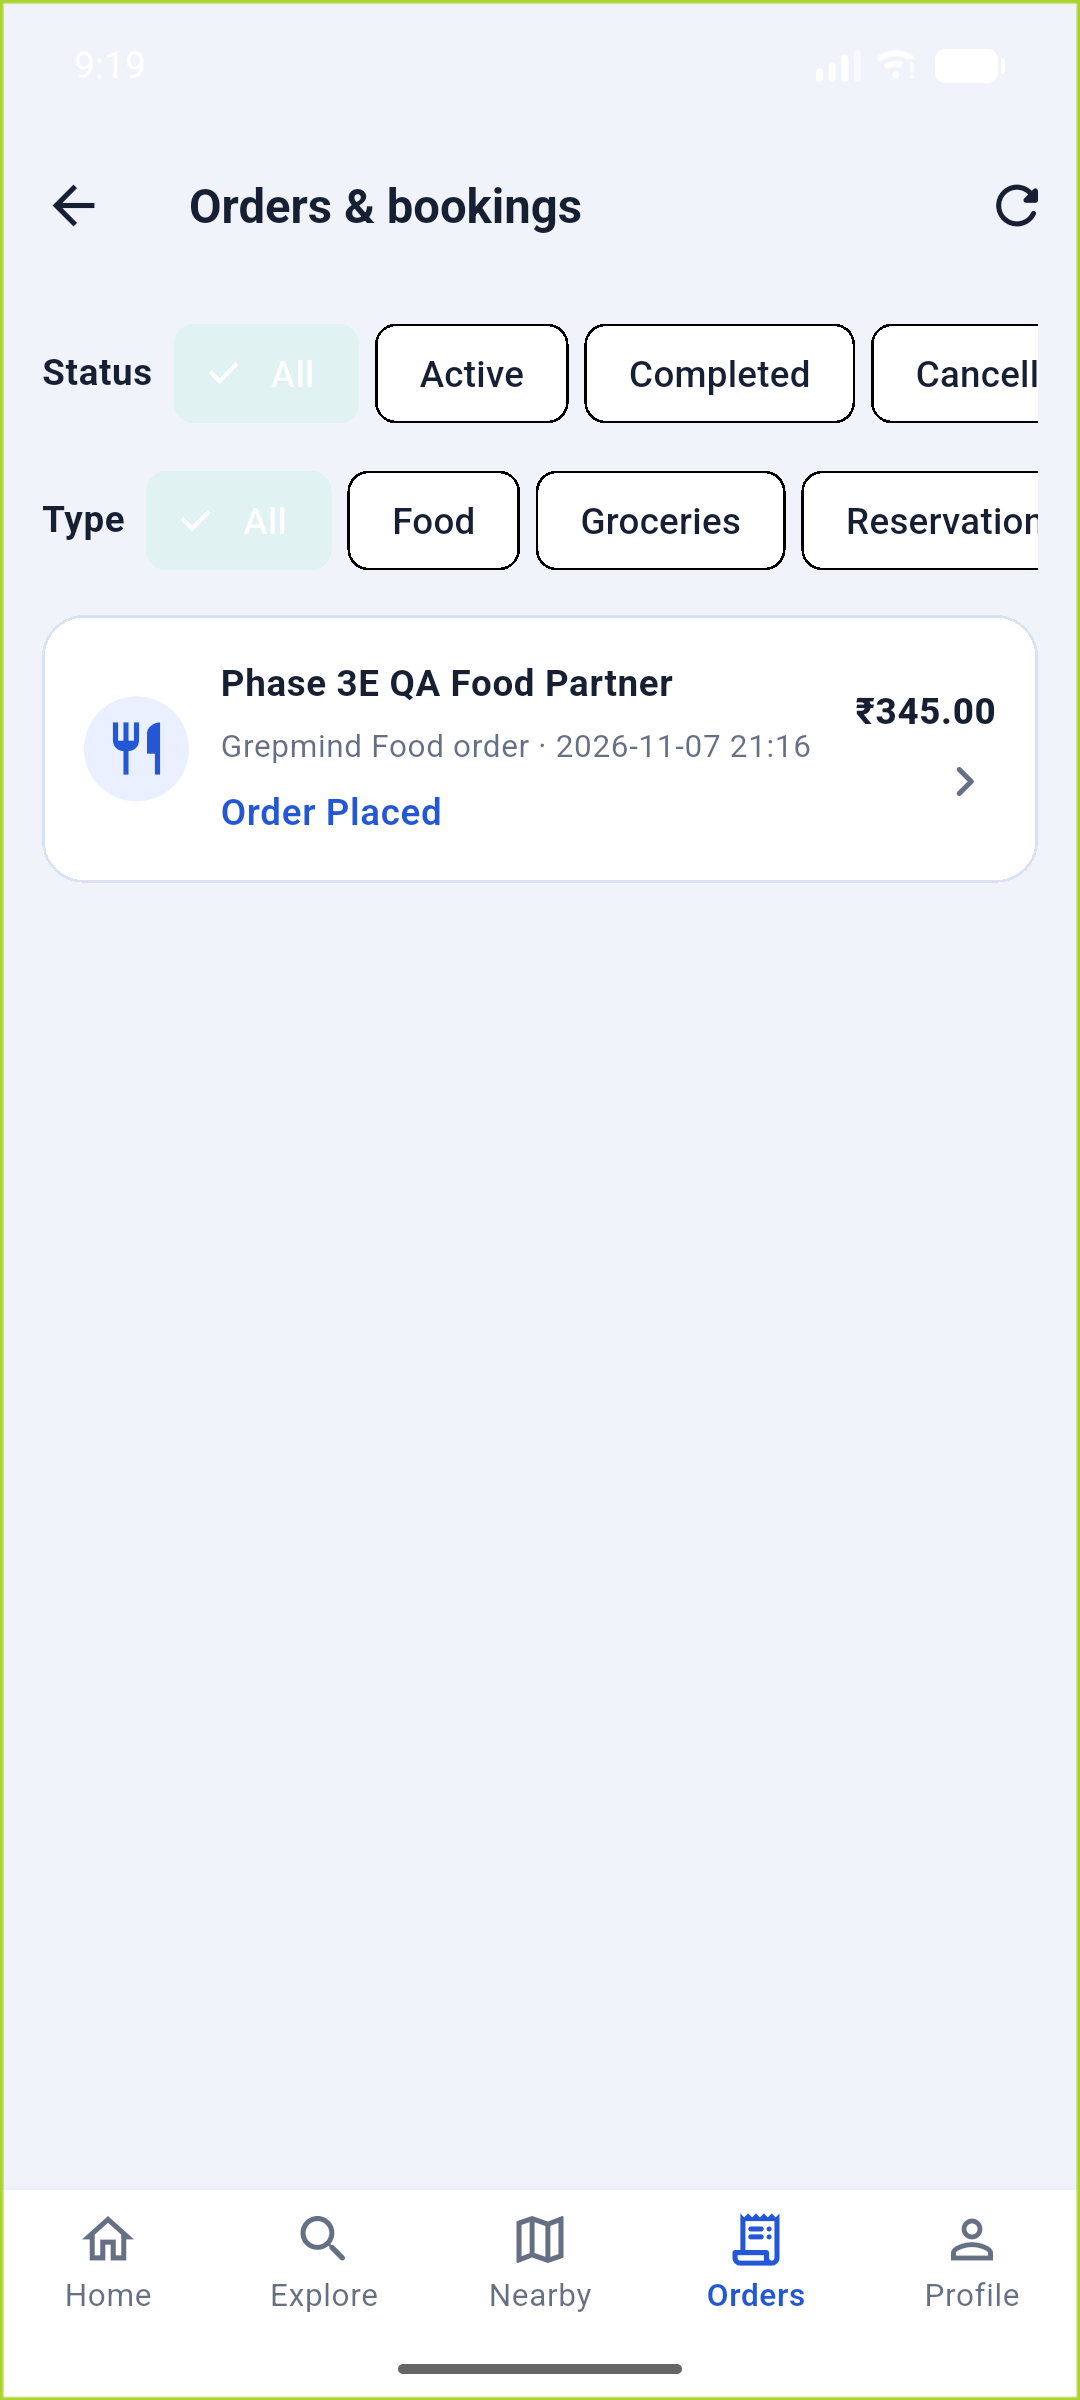 9:19
Orders & bookings
Status All Active Completed Cancell
Type All Food Groceries Reservation
Phase 3E QA Food Partner
₹345.00
Grepmind Food order · 2026-11-07 21:16
Order Placed
Home Explore Nearby Orders Profile